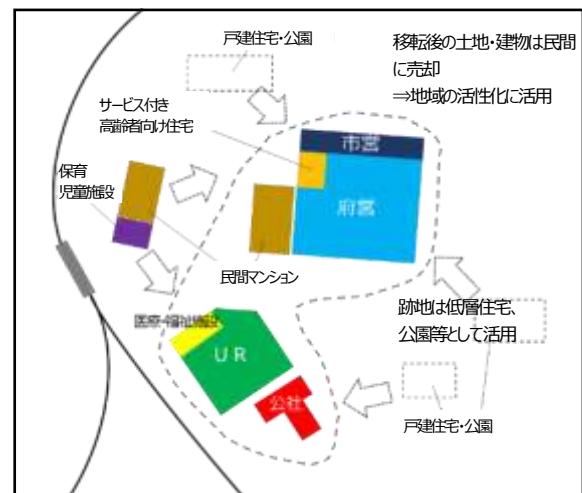 戸建住宅・公園
移転後の土地・建物は民間
に売却
⇒地域の活性化に活用
サービス付き
高齢者向け住宅
市営
保育
児童施設
府営
民間マンション
医療・福祉施設
跡地は低層住宅、
公園等として活用
UR
公社
戸建住宅・公園